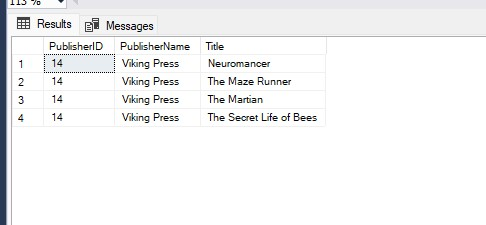 113 %
Results Messages
PublisherID PublisherName Title
1 14 Viking Press Neuromancer
2 14 Viking Press The Maze Runner
3 14 Viking Press The Martian
4 14 Viking Press The Secret Life of Bees